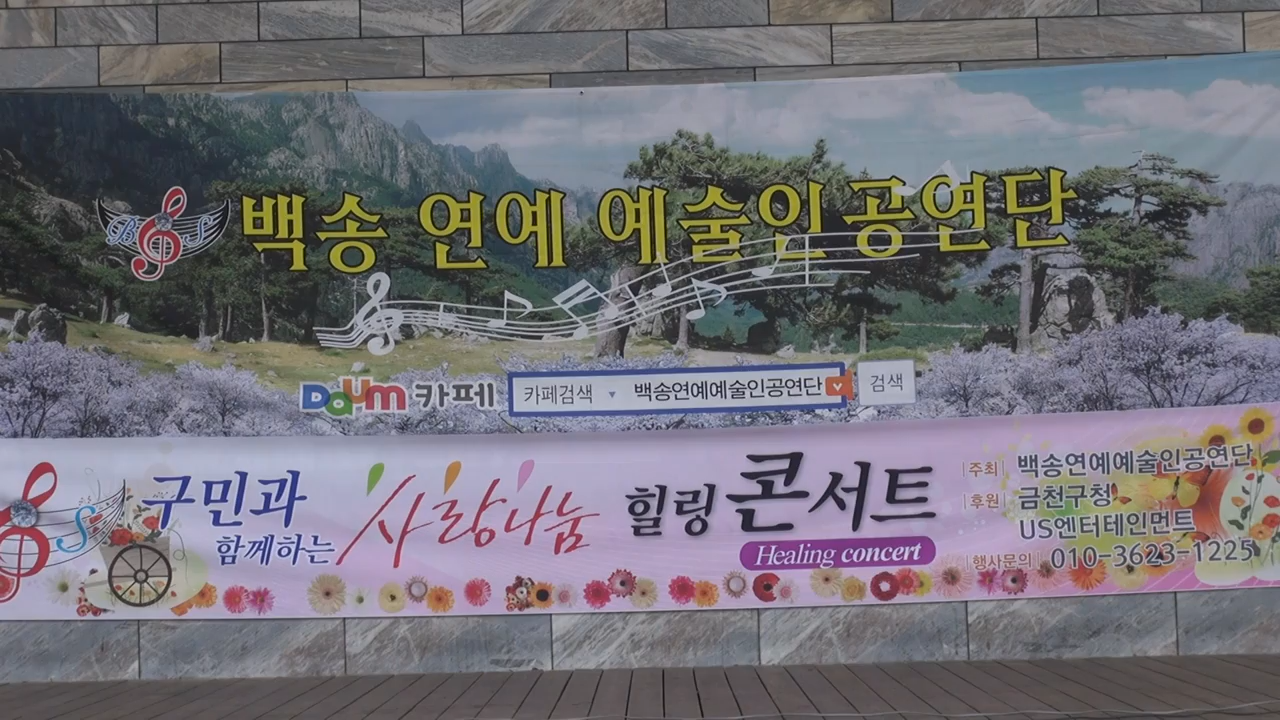 BS 백송 연예 예술인공연단
Daum 카페 카페검색 백송연예예술인공연단 검색
S 구민과 함께하는 사랑나눔 힐링 콘서트
Healing concert
주최 백송연예예술인공연단
후원 금천구청
US엔터테인먼트
행사문의 010-3623-1225